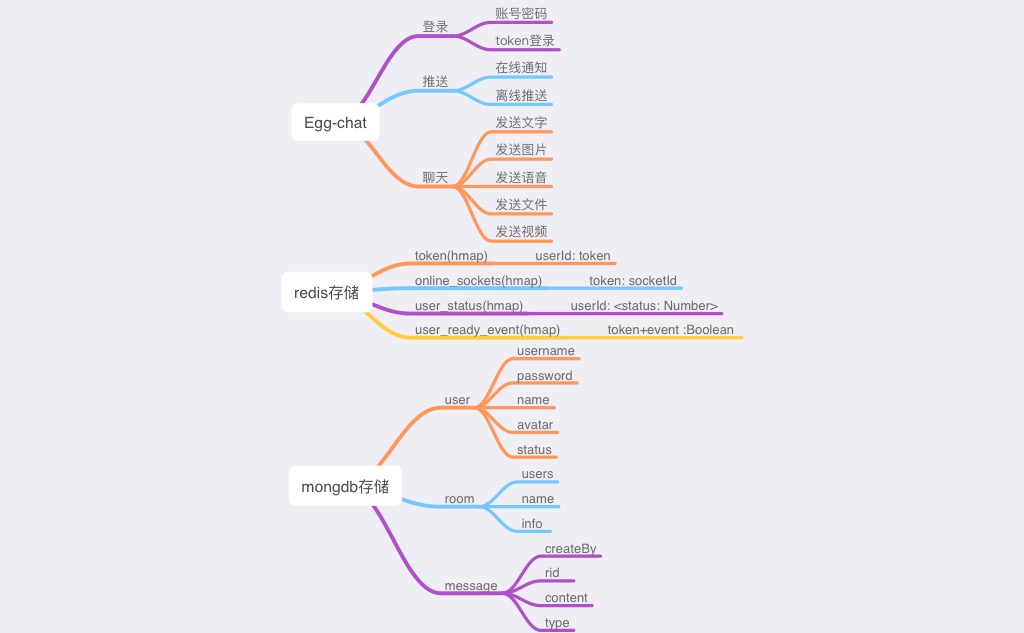 Egg-chat
登录
账号密码
token登录
推送
在线通知
离线推送
聊天
发送文字
发送图片
发送语音
发送文件
发送视频
redis存储
token(hmap)
userId: token
online_sockets(hmap)
token: socketId
user_status(hmap)
userId: <status: Number>
user_ready_event(hmap)
token+event :Boolean
mongdb存储
user
username
password
name
avatar
status
room
users
name
info
message
createBy
rid
content
type